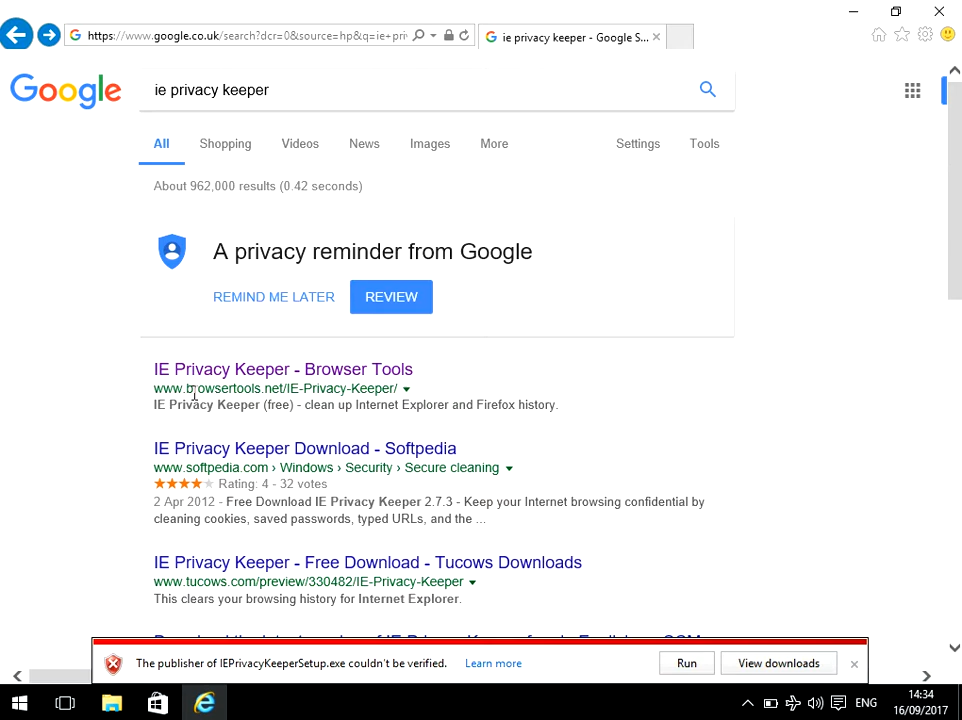 https://www.google.co.uk/search?dcr=0&source=hp&q=ie+pri
ie privacy keeper - Google S...
Google
ie privacy keeper
All Shopping Videos News Images More Settings Tools
About 962,000 results (0.42 seconds)
A privacy reminder from Google
REMIND ME LATER REVIEW
IE Privacy Keeper - Browser Tools
www.browsertools.net/IE-Privacy-Keeper/
IE Privacy Keeper (free) - clean up Internet Explorer and Firefox history.
IE Privacy Keeper Download - Softpedia
www.softpedia.com › Windows › Security › Secure cleaning
Rating: 4 - 32 votes
2 Apr 2012 - Free Download IE Privacy Keeper 2.7.3 - Keep your Internet browsing confidential by
cleaning cookies, saved passwords, typed URLs, and the ...
IE Privacy Keeper - Free Download - Tucows Downloads
www.tucows.com/preview/330482/IE-Privacy-Keeper
This clears your browsing history for Internet Explorer.
The publisher of IEPrivacyKeeperSetup.exe couldn't be verified. Learn more Run View downloads
ENG
14:34
16/09/2017